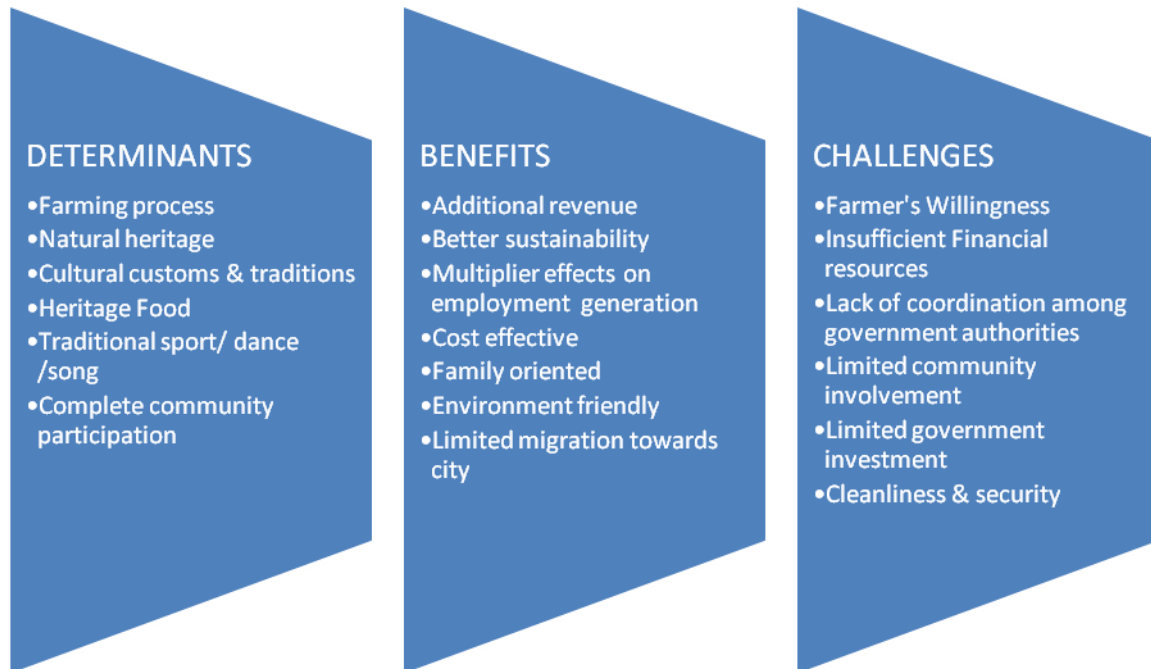 DETERMINANTS
•Farming process
•Natural heritage
•Cultural customs & traditions
•Heritage Food
•Traditional sport/ dance
/song
•Complete community
participation
BENEFITS
•Additional revenue
•Better sustainability
•Multiplier effects on
employment generation
•Cost effective
•Family oriented
•Environment friendly
•Limited migration towards
city
CHALLENGES
•Farmer's Willingness
•Insufficient Financial
resources
•Lack of coordination among
government authorities
•Limited community
involvement
•Limited government
investment
•Cleanliness & security